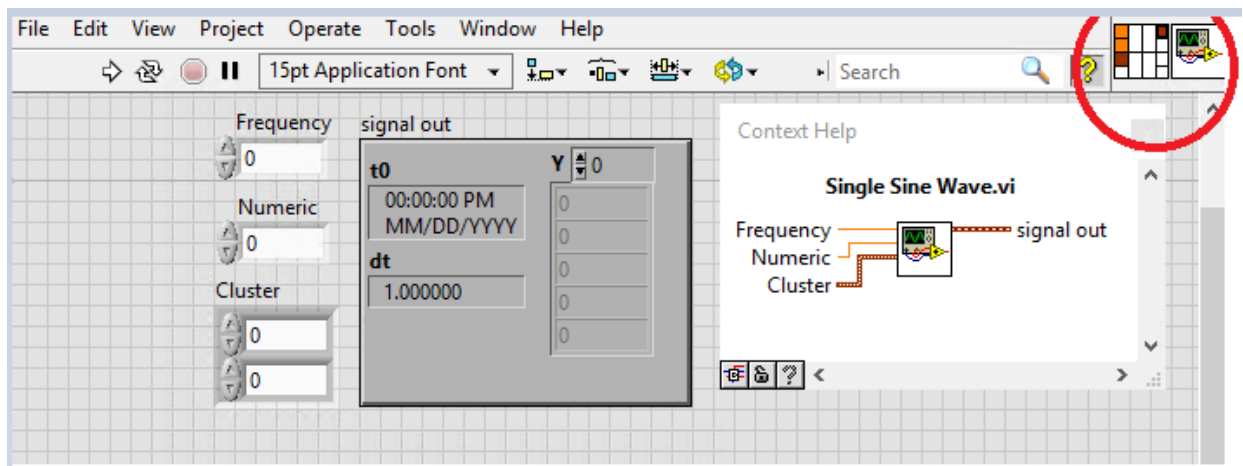 File Edit View Project Operate Tools Window Help
15pt Application Font Search ?
Frequency
0
Numeric
0
Cluster
0
0
signal out
t0
00:00:00 PM
MM/DD/YYYY
dt
1.000000
Y 0
0
0
0
0
0
Context Help
Single Sine Wave.vi
Frequency
Numeric
Cluster
signal out
?